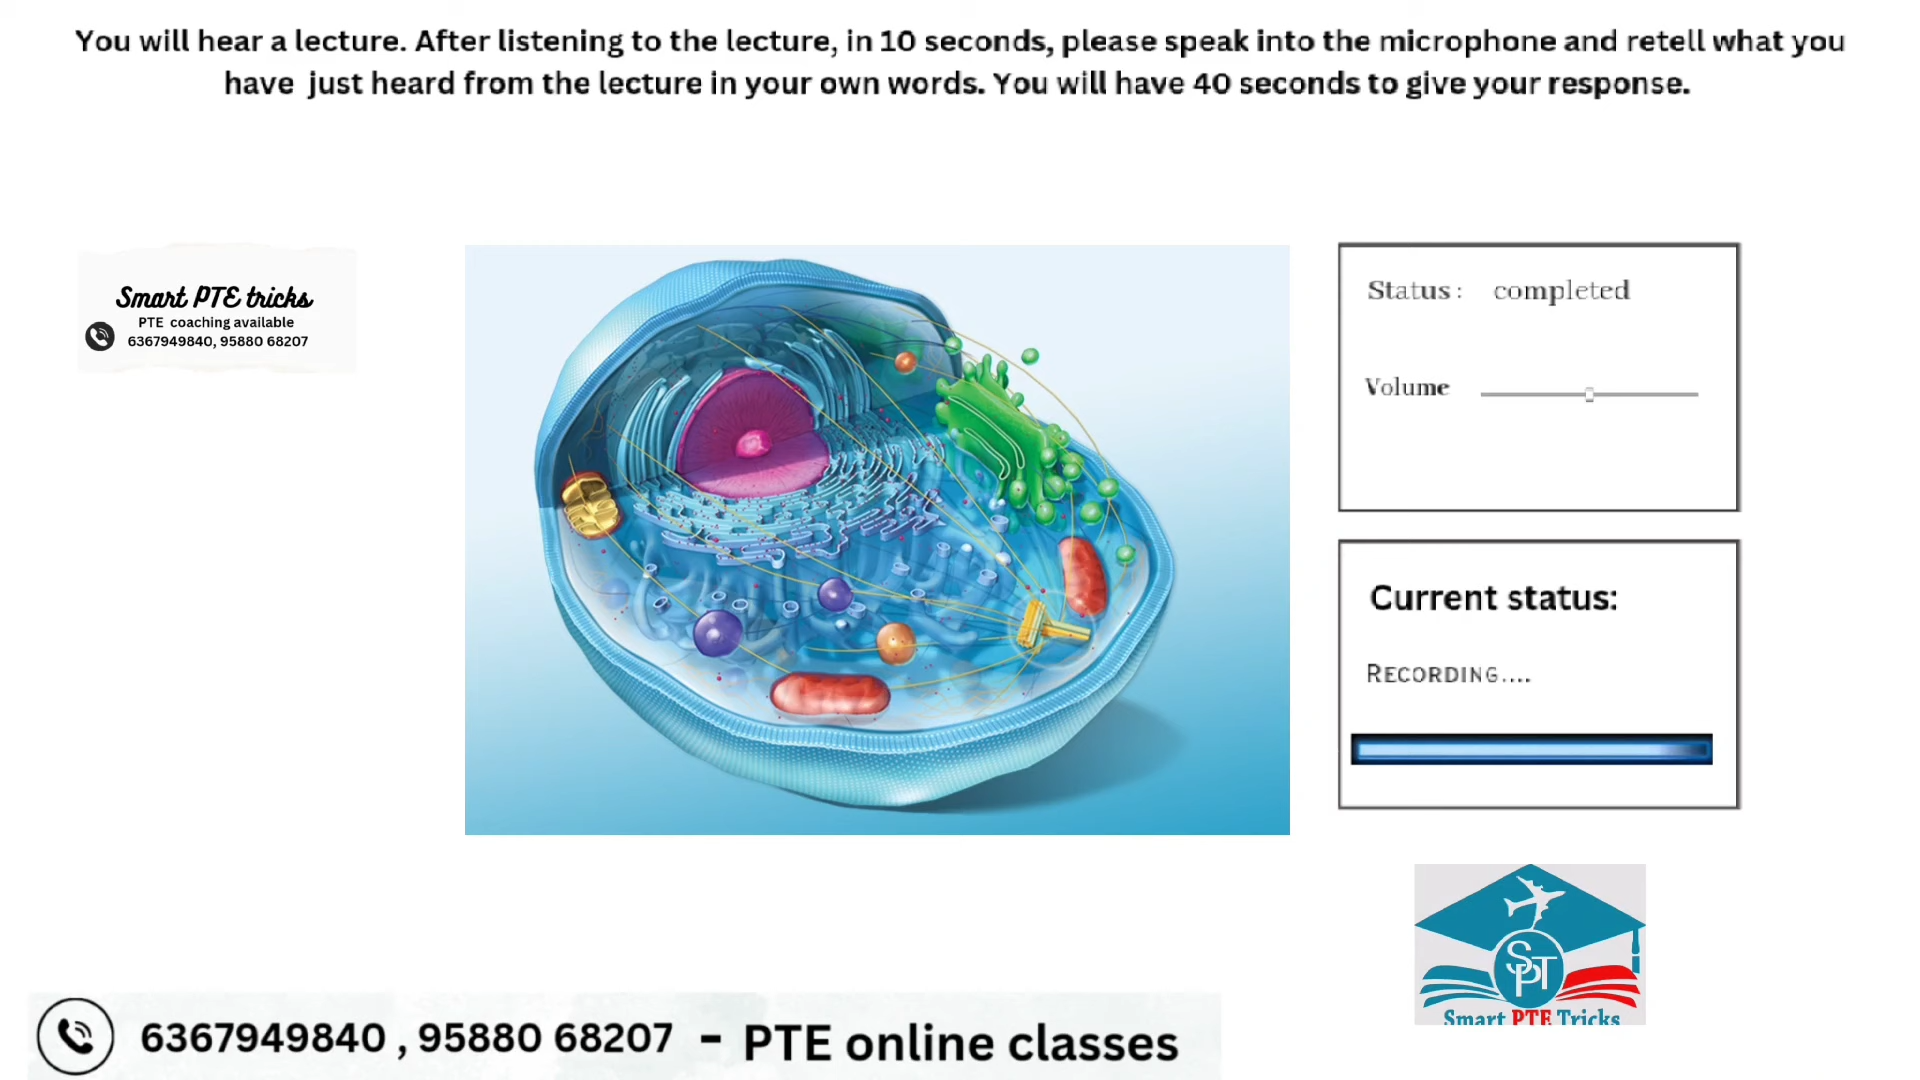 You will hear a lecture. After listening to the lecture, in 10 seconds, please speak into the microphone and retell what you
have just heard from the lecture in your own words. You will have 40 seconds to give your response.
Smart PTE tricks
PTE coaching available
6367949840, 95880 68207
Status: completed
Volume
Current status:
RECORDING....
SPT
Smart PTE Tricks
6367949840 , 95880 68207 - PTE online classes